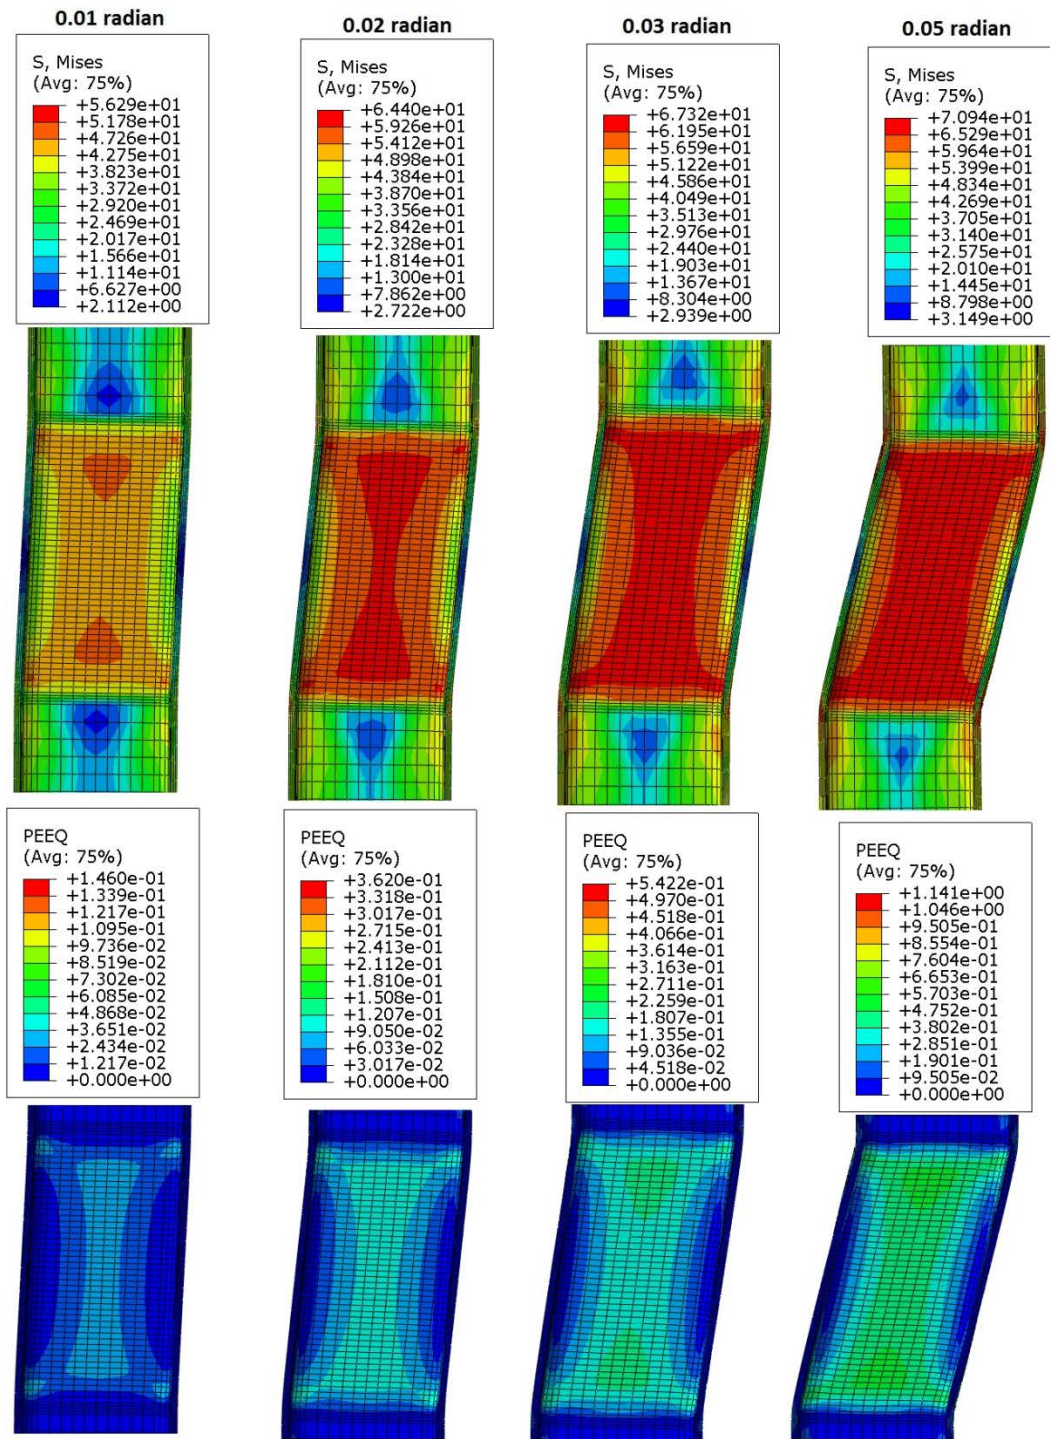 0.01 radian
S, Mises
(Avg: 75%)
+5.629e+01
+5.178e+01
+4.726e+01
+4.275e+01
+3.823e+01
+3.372e+01
+2.920e+01
+2.469e+01
+2.017e+01
+1.566e+01
+1.114e+01
+6.627e+00
+2.112e+00
0.02 radian
S, Mises
(Avg: 75%)
+6.440e+01
+5.926e+01
+5.412e+01
+4.898e+01
+4.384e+01
+3.870e+01
+3.356e+01
+2.842e+01
+2.328e+01
+1.814e+01
+1.300e+01
+7.862e+00
+2.722e+00
0.03 radian
S, Mises
(Avg: 75%)
+6.732e+01
+6.195e+01
+5.659e+01
+5.122e+01
+4.586e+01
+4.049e+01
+3.513e+01
+2.976e+01
+2.440e+01
+1.903e+01
+1.367e+01
+8.304e+00
+2.939e+00
0.05 radian
S, Mises
(Avg: 75%)
+7.094e+01
+6.529e+01
+5.964e+01
+5.399e+01
+4.834e+01
+4.269e+01
+3.705e+01
+3.140e+01
+2.575e+01
+2.010e+01
+1.445e+01
+8.798e+00
+3.149e+00
PEEQ
(Avg: 75%)
+1.460e-01
+1.339e-01
+1.217e-01
+1.095e-01
+9.736e-02
+8.519e-02
+7.302e-02
+6.085e-02
+4.868e-02
+3.651e-02
+2.434e-02
+1.217e-02
+0.000e+00
PEEQ
(Avg: 75%)
+3.620e-01
+3.318e-01
+3.017e-01
+2.715e-01
+2.413e-01
+2.112e-01
+1.810e-01
+1.508e-01
+1.207e-01
+9.050e-02
+6.033e-02
+3.017e-02
+0.000e+00
PEEQ
(Avg: 75%)
+5.422e-01
+4.970e-01
+4.518e-01
+4.066e-01
+3.614e-01
+3.163e-01
+2.711e-01
+2.259e-01
+1.807e-01
+1.355e-01
+9.036e-02
+4.518e-02
+0.000e+00
PEEQ
(Avg: 75%)
+1.141e+00
+1.046e+00
+9.505e-01
+8.554e-01
+7.604e-01
+6.653e-01
+5.703e-01
+4.752e-01
+3.802e-01
+2.851e-01
+1.901e-01
+9.505e-02
+0.000e+00